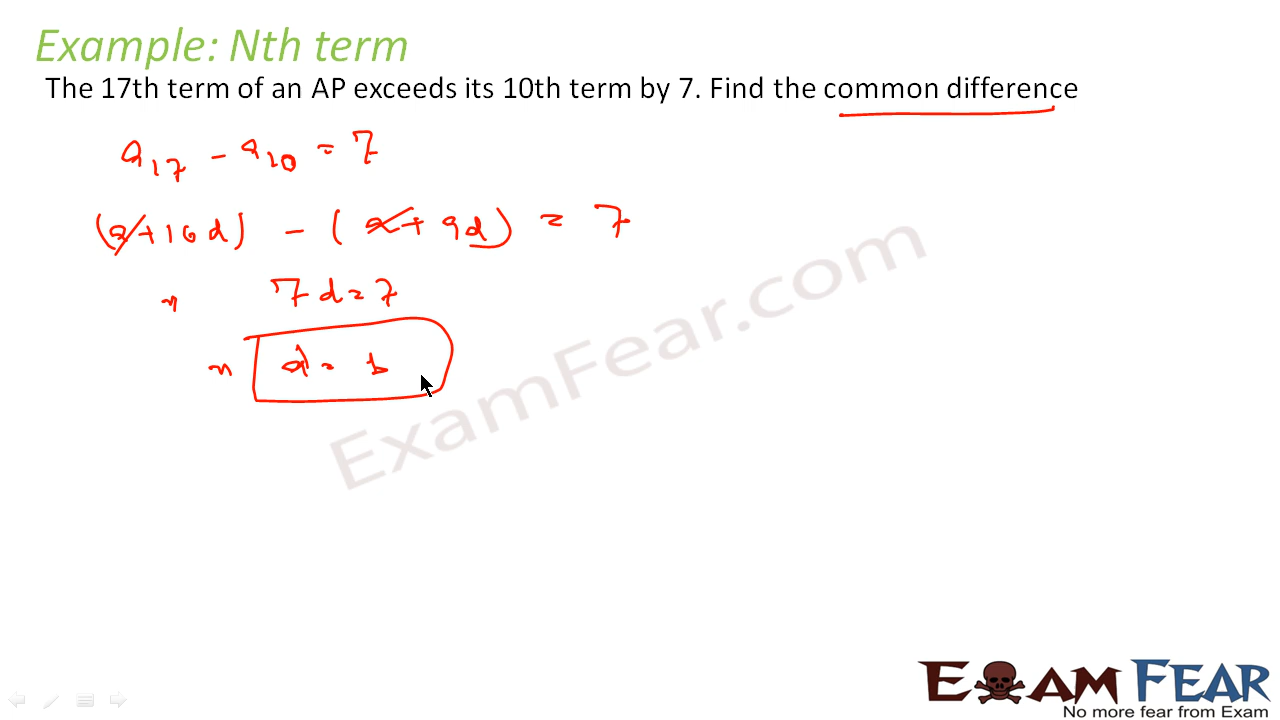 Example: Nth term
The 17th term of an AP exceeds its 10th term by 7. Find the common difference
a17 - a10 = 7
(a + 16d) - (a + 9d) = 7
7d = 7
d =
ExamFear.com
EXAM FEAR
No more fear from Exam